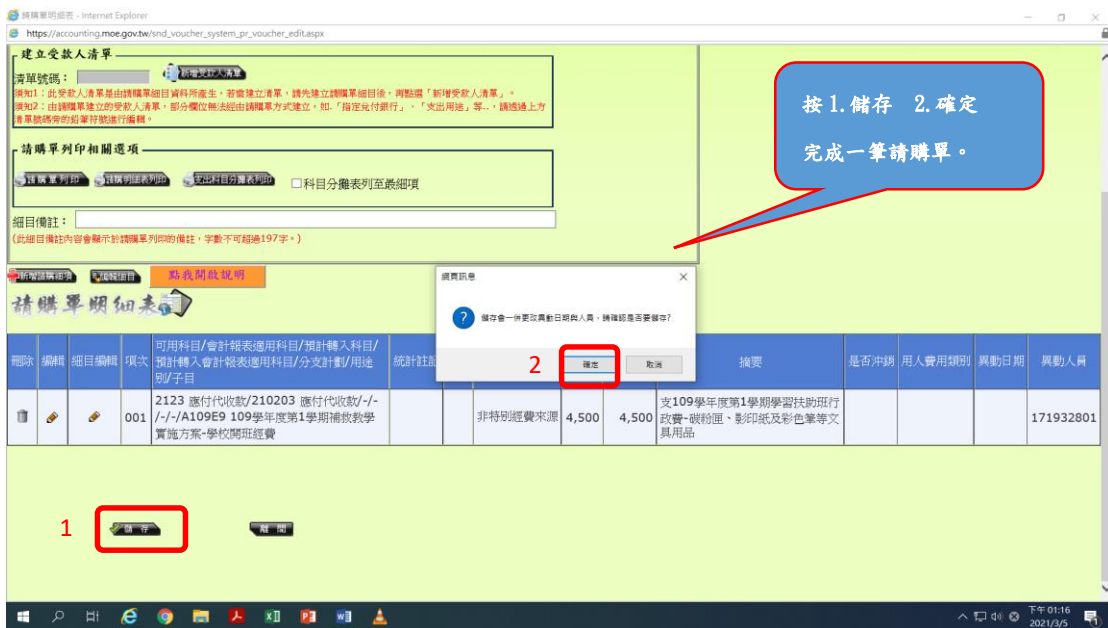 請購單明細表 - Internet Explorer
https://accounting.moe.gov.tw/snd_voucher_system_pr_voucher_edit.aspx
建立受款人清單
清單號碼：
新增受款人清單
須知1：此受款人清單是由請購單細目資料所產生，若需建立清單，請先建立請購單細目後，再點選「新增受款人清單」。
須知2：由請購單建立的受款人清單，部分欄位無法經由請購單方式建立，如.「指定兌付銀行」、「支出用途」等..，請透過上方
清單號碼旁的鉛筆符號進行編輯。
按 1.儲存 2.確定
完成一筆請購單。
請購單列印相關選項
請購單列印 請購明細表列印 支出科目分攤表列印 科目分攤表列至最細項
細目備註：
(此細目備註內容會顯示於請購單列印的備註，字數不可超過197字。)
新增請購細項 編輯細目 點我開啟說明
請購單明細表
網頁訊息
儲存會一併更改異動日期與人員，請確認是否要儲存?
2 確定 取消
刪除 編輯 細目編輯 項次 可用科目/會計報表適用科目/預計轉入科目/
預計轉入會計報表適用科目/分支計劃/用途
別/子目
統計註記 摘要 是否沖銷 用人費用類別 異動日期 異動人員
001 2123 應付代收款/210203 應付代收款/-/-
/-/-/A109E9 109學年度第1學期補救教學
實施方案-學校開班經費
非特別經費來源 4,500 4,500
支109學年度第1學期學習扶助班行
政費-碳粉匣、影印紙及彩色筆等文
具用品
171932801
1 儲 存 離 開
下午 01:16
2021/3/5